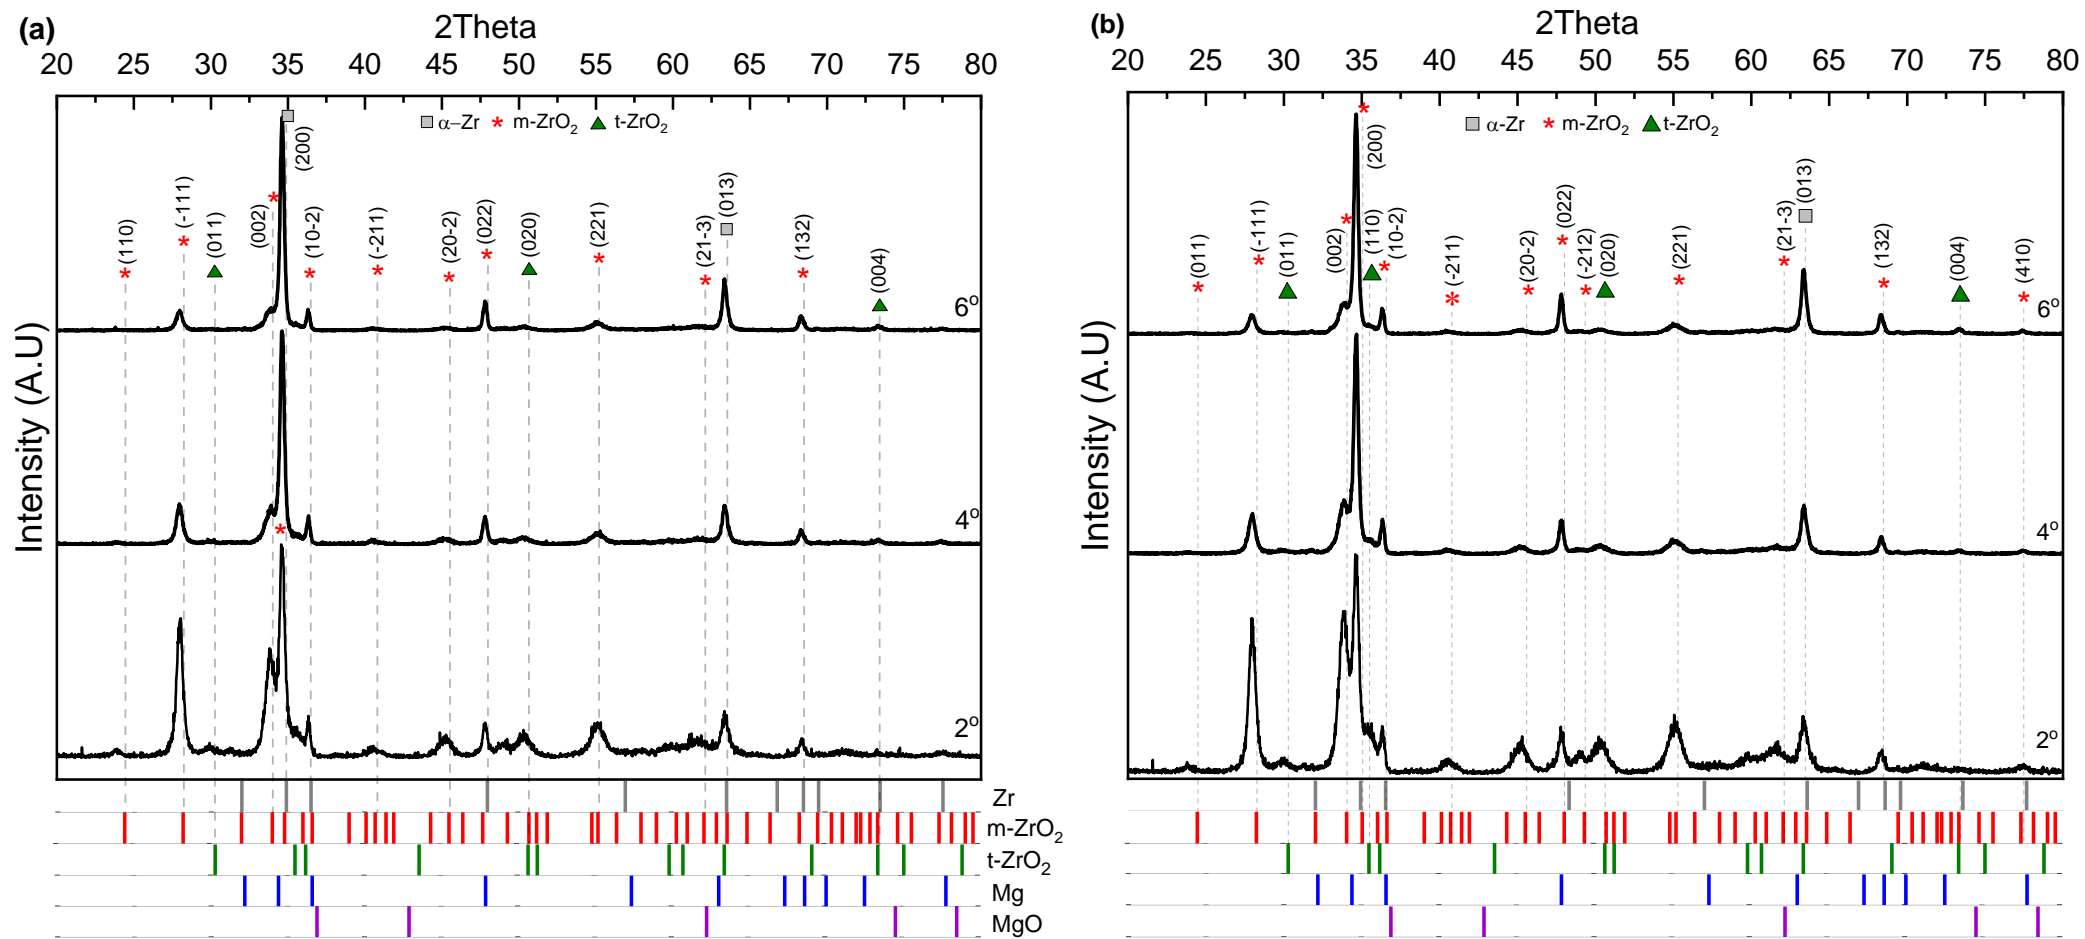 (a)
2Theta
20 25 30 35 40 45 50 55 60 65 70 75 80
α−Zr * m-ZrO2 t-ZrO2
(110)
(-111)
(011)
(002)
(200)
(10-2)
(-211)
(20-2)
(022)
(020)
(221)
(21-3)
(013)
(132)
(004)
6°
4°
2°
Intensity (A.U)
Zr
m-ZrO2
t-ZrO2
Mg
MgO
(b)
2Theta
20 25 30 35 40 45 50 55 60 65 70 75 80
α-Zr * m-ZrO2 t-ZrO2
(011)
(-111)
(011)
(002)
(200)
(110)
(10-2)
(-211)
(20-2)
(022)
(-212)
(020)
(221)
(21-3)
(013)
(132)
(004)
(410)
6°
4°
2°
Intensity (A.U)